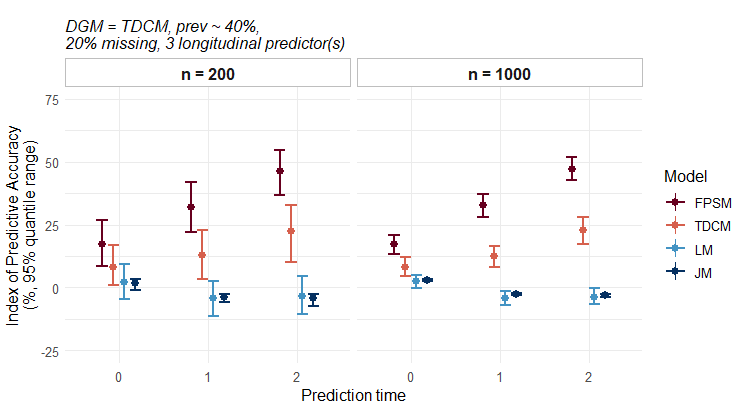 DGM = TDCM, prev ~ 40%,
20% missing, 3 longitudinal predictor(s)
n = 200
n = 1000
Index of Predictive Accuracy
(%, 95% quantile range)
75
50
25
0
-25
0
1
2
0
1
2
Prediction time
Model
FPSM
TDCM
LM
JM